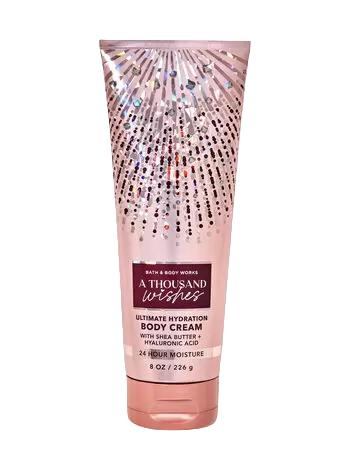 BATH & BODY WORKS
A THOUSAND
wishes
ULTIMATE HYDRATION
BODY CREAM
WITH SHEA BUTTER +
HYALURONIC ACID
24 HOUR MOISTURE
8 OZ / 226 g